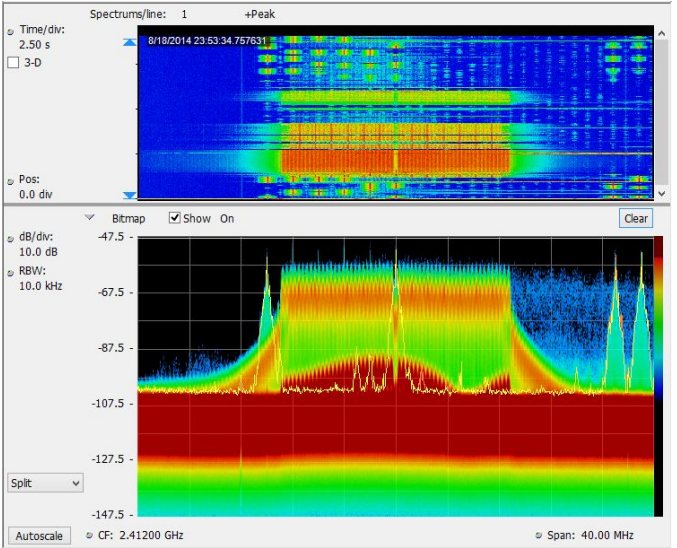 Spectrums/line: 1 +Peak
Time/div:
2.50 s
3-D
8/18/2014 23:53:34.757631
Pos:
0.0 div
Bitmap Show On Clear
dB/div:
10.0 dB
RBW:
10.0 kHz
-47.5
-67.5
-87.5
-107.5
-127.5
-147.5
Split
Autoscale CF: 2.41200 GHz Span: 40.00 MHz